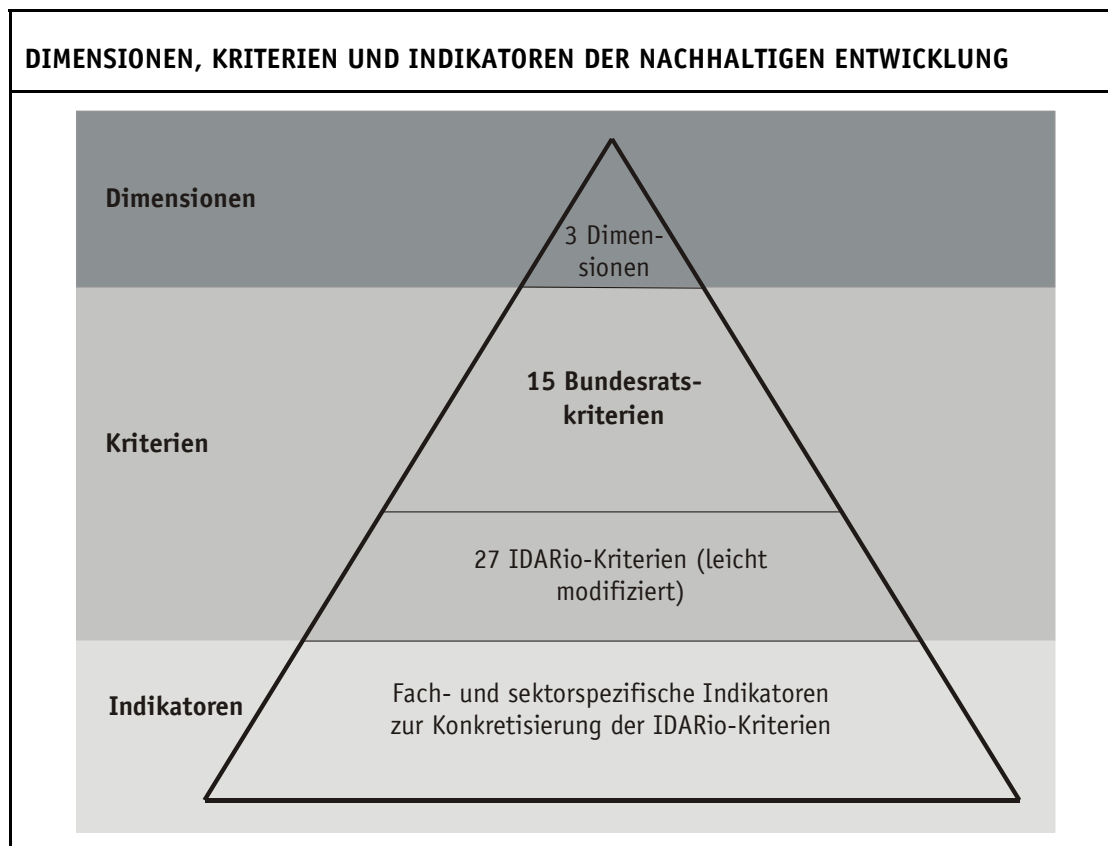 DIMENSIONEN, KRITERIEN UND INDIKATOREN DER NACHHALTIGEN ENTWICKLUNG
Dimensionen
3 Dimen-
sionen
15 Bundesrats-
kriterien
Kriterien
27 IDARio-Kriterien (leicht
modifiziert)
Indikatoren
Fach- und sektorspezifische Indikatoren
zur Konkretisierung der IDARio-Kriterien